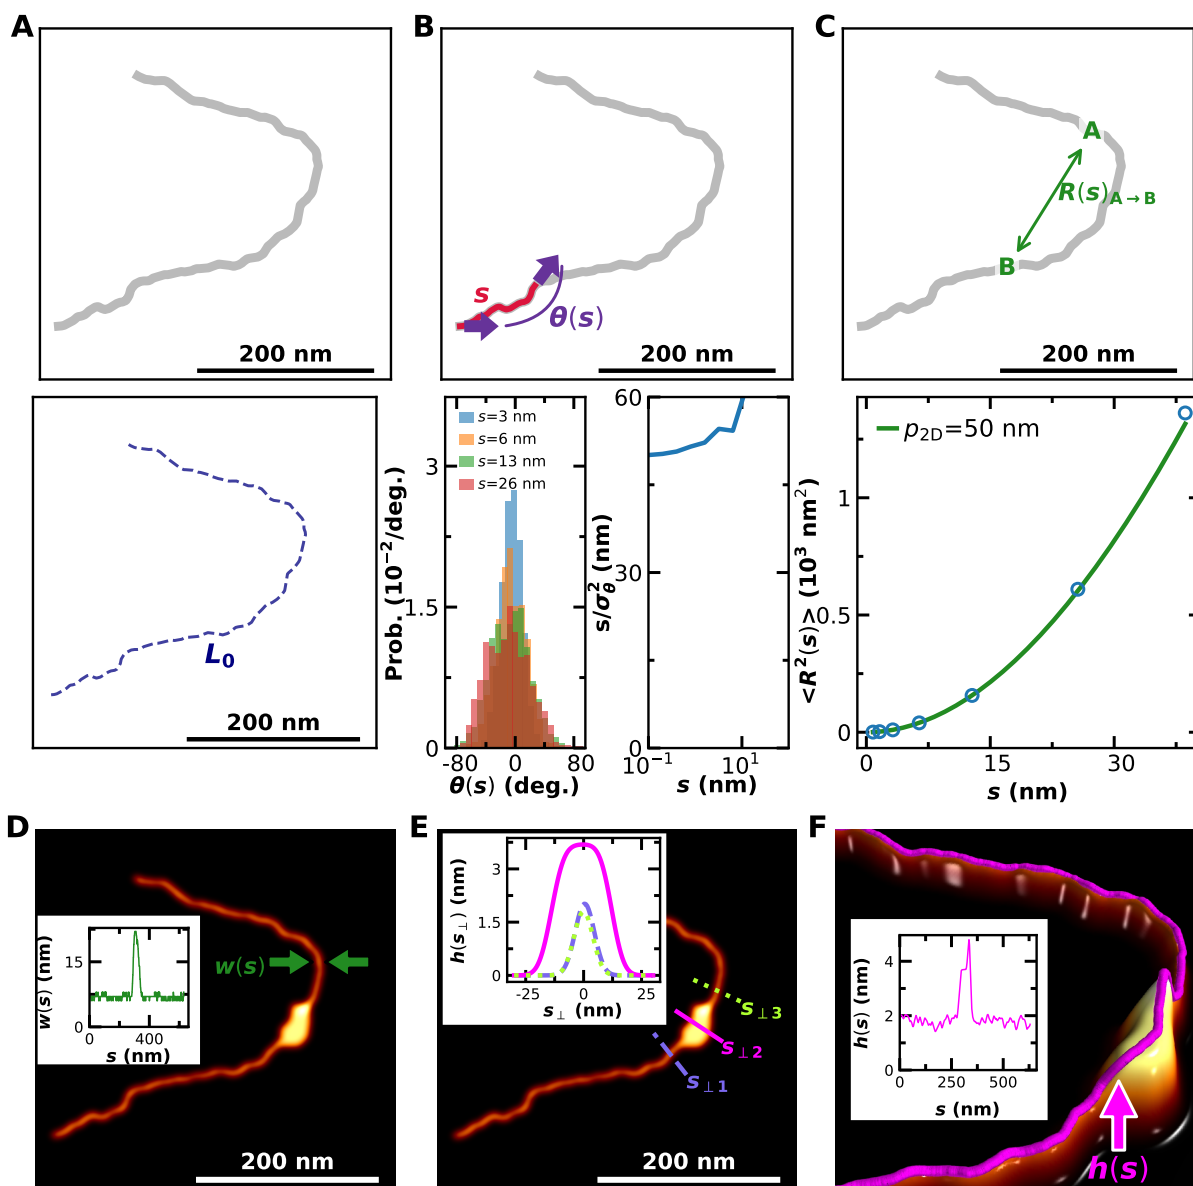 A
B
C
200 nm
s
θ(s)
200 nm
A
R(s)A→B
B
200 nm
L0
200 nm
Prob. (10−2/deg.)
3
1.5
0
s=3 nm
s=6 nm
s=13 nm
s=26 nm
-80 0 80
θ(s) (deg.)
s/σ2θ (nm)
60
30
0
10−1 101
s (nm)
<R2(s)> (103 nm2)
1
0.5
0
p2D=50 nm
0 15 30
s (nm)
D
E
F
w(s) (nm)
15
0
0 400
s (nm)
w(s)
200 nm
h(s⊥) (nm)
3
1.5
0
-25 0 25
s⊥ (nm)
s⊥3
s⊥2
s⊥1
200 nm
h(s) (nm)
4
2
0
0 250 500
s (nm)
h(s)